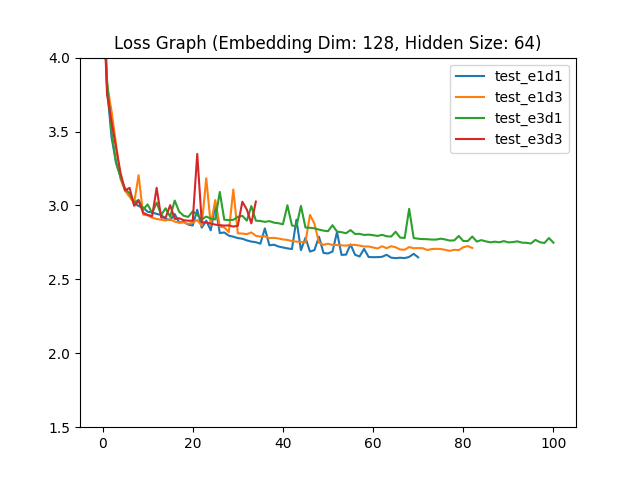 Loss Graph (Embedding Dim: 128, Hidden Size: 64)
4.0
3.5
3.0
2.5
2.0
1.5
0 20 40 60 80 100
test_e1d1
test_e1d3
test_e3d1
test_e3d3